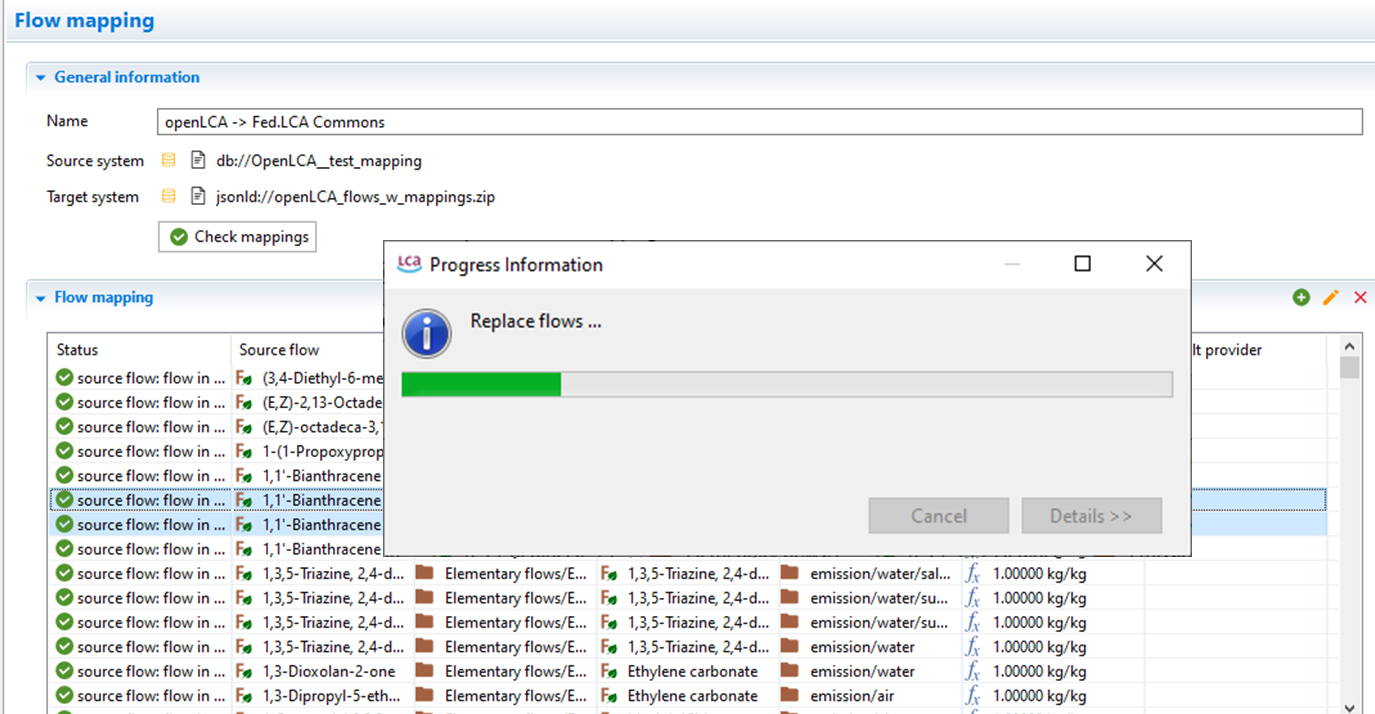 Flow mapping
General information
Name openLCA -> Fed.LCA Commons
Source system db://OpenLCA__test_mapping
Target system jsonld://openLCA_flows_w_mappings.zip
Check mappings
LCA Progress Information
Replace flows ...
Cancel Details >>
Flow mapping
Status Source flow lt provider
source flow: flow in ... F (3,4-Diethyl-6-me
source flow: flow in ... F (E,Z)-2,13-Octade
source flow: flow in ... F (E,Z)-octadeca-3,1
source flow: flow in ... F 1-(1-Propoxyprop
source flow: flow in ... F 1,1'-Bianthracene
source flow: flow in ... F 1,1'-Bianthracene
source flow: flow in ... F 1,1'-Bianthracene
source flow: flow in ... F 1,1'-Bianthracene
source flow: flow in ... F 1,3,5-Triazine, 2,4-d... Elementary flows/E... F 1,3,5-Triazine, 2,4-d... emission/water/sal... fx 1.00000 kg/kg
source flow: flow in ... F 1,3,5-Triazine, 2,4-d... Elementary flows/E... F 1,3,5-Triazine, 2,4-d... emission/water/su... fx 1.00000 kg/kg
source flow: flow in ... F 1,3,5-Triazine, 2,4-d... Elementary flows/E... F 1,3,5-Triazine, 2,4-d... emission/water/su... fx 1.00000 kg/kg
source flow: flow in ... F 1,3,5-Triazine, 2,4-d... Elementary flows/E... F 1,3,5-Triazine, 2,4-d... emission/water fx 1.00000 kg/kg
source flow: flow in ... F 1,3-Dioxolan-2-one Elementary flows/E... F Ethylene carbonate emission/water fx 1.00000 kg/kg
source flow: flow in ... F 1,3-Dipropyl-5-eth... Elementary flows/E... F Ethylene carbonate emission/air fx 1.00000 kg/kg